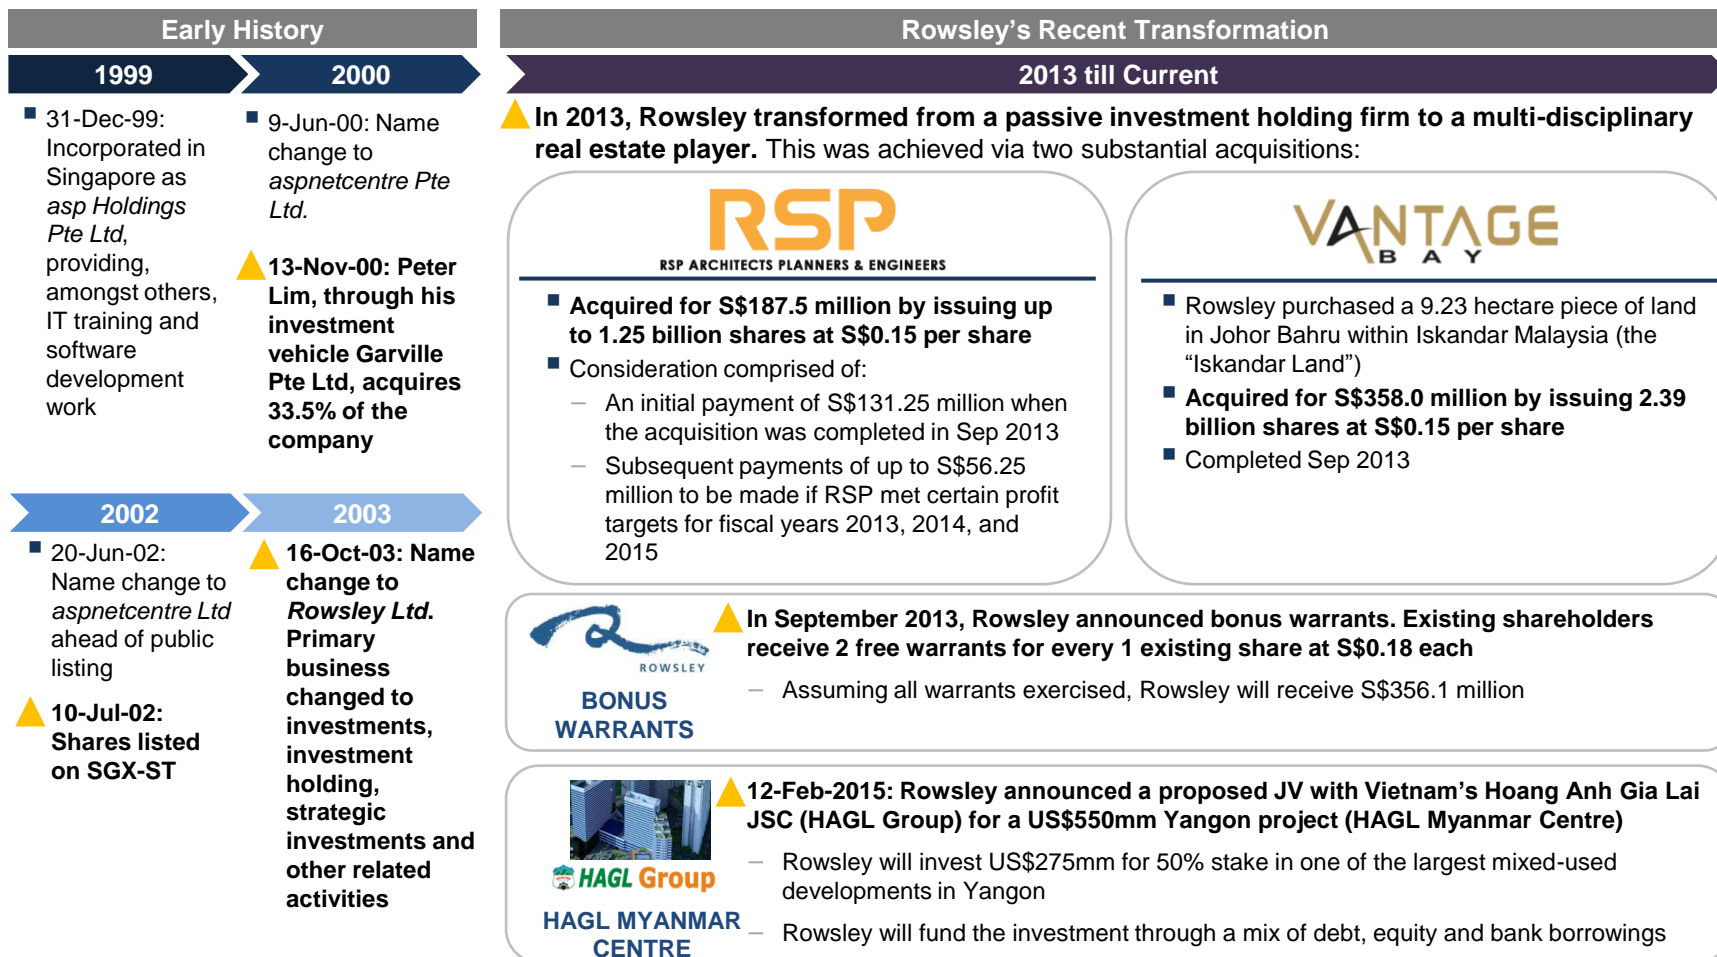 Early History
1999
31-Dec-99:
Incorporated in
Singapore as
asp Holdings
Pte Ltd,
providing,
amongst others,
IT training and
software
development
work
2000
9-Jun-00: Name
change to
aspnetcentre Pte
Ltd.
13-Nov-00: Peter
Lim, through his
investment
vehicle Garville
Pte Ltd, acquires
33.5% of the
company
2002
20-Jun-02:
Name change to
aspnetcentre Ltd
ahead of public
listing
10-Jul-02:
Shares listed
on SGX-ST
2003
16-Oct-03: Name
change to
Rowsley Ltd.
Primary
business
changed to
investments,
investment
holding,
strategic
investments and
other related
activities
Rowsley's Recent Transformation
2013 till Current
In 2013, Rowsley transformed from a passive investment holding firm to a multi-disciplinary
real estate player. This was achieved via two substantial acquisitions:
RSP
RSP ARCHITECTS PLANNERS & ENGINEERS
Acquired for S$187.5 million by issuing up
to 1.25 billion shares at S$0.15 per share
Consideration comprised of:
– An initial payment of S$131.25 million when
the acquisition was completed in Sep 2013
– Subsequent payments of up to S$56.25
million to be made if RSP met certain profit
targets for fiscal years 2013, 2014, and
2015
VANTAGE
BAY
Rowsley purchased a 9.23 hectare piece of land
in Johor Bahru within Iskandar Malaysia (the
“Iskandar Land”)
Acquired for S$358.0 million by issuing 2.39
billion shares at S$0.15 per share
Completed Sep 2013
ROWSLEY
BONUS
WARRANTS
In September 2013, Rowsley announced bonus warrants. Existing shareholders
receive 2 free warrants for every 1 existing share at S$0.18 each
– Assuming all warrants exercised, Rowsley will receive S$356.1 million
HAGL Group
HAGL MYANMAR
CENTRE
12-Feb-2015: Rowsley announced a proposed JV with Vietnam's Hoang Anh Gia Lai
JSC (HAGL Group) for a US$550mm Yangon project (HAGL Myanmar Centre)
– Rowsley will invest US$275mm for 50% stake in one of the largest mixed-used
developments in Yangon
– Rowsley will fund the investment through a mix of debt, equity and bank borrowings